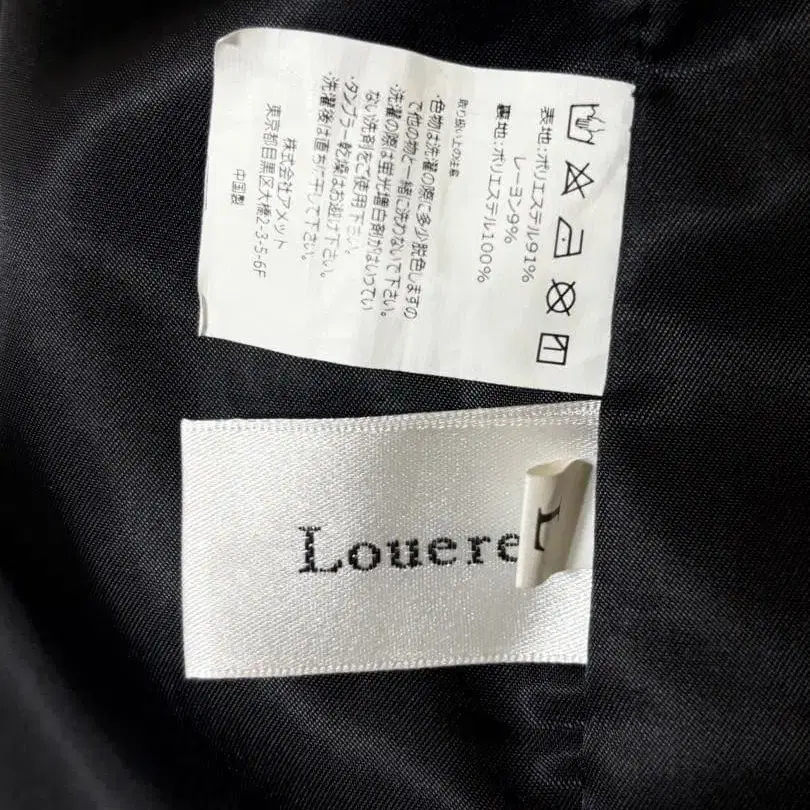 表地:ポリエステル91%
レーヨン9%
裏地:ポリエステル100%
取り扱い上の注意
・色物は洗濯の際に多少脱色しますの
で他の物と一緒に洗わないで下さい。
・洗濯の際は蛍光増白剤がはいってい
ない洗剤をご使用下さい。
・タンブラー乾燥はお避け下さい。
・洗濯後は直ちに干して下さい。
株式会社アメット
東京都目黒区大橋2-3-5-6F
中国製
Louere
L